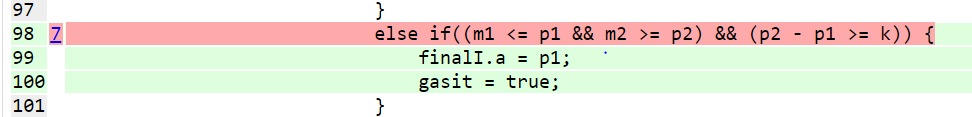 97 }
98 7 else if((m1 <= p1 && m2 >= p2) && (p2 - p1 >= k)) {
99 finalI.a = p1;
100 gasit = true;
101 }